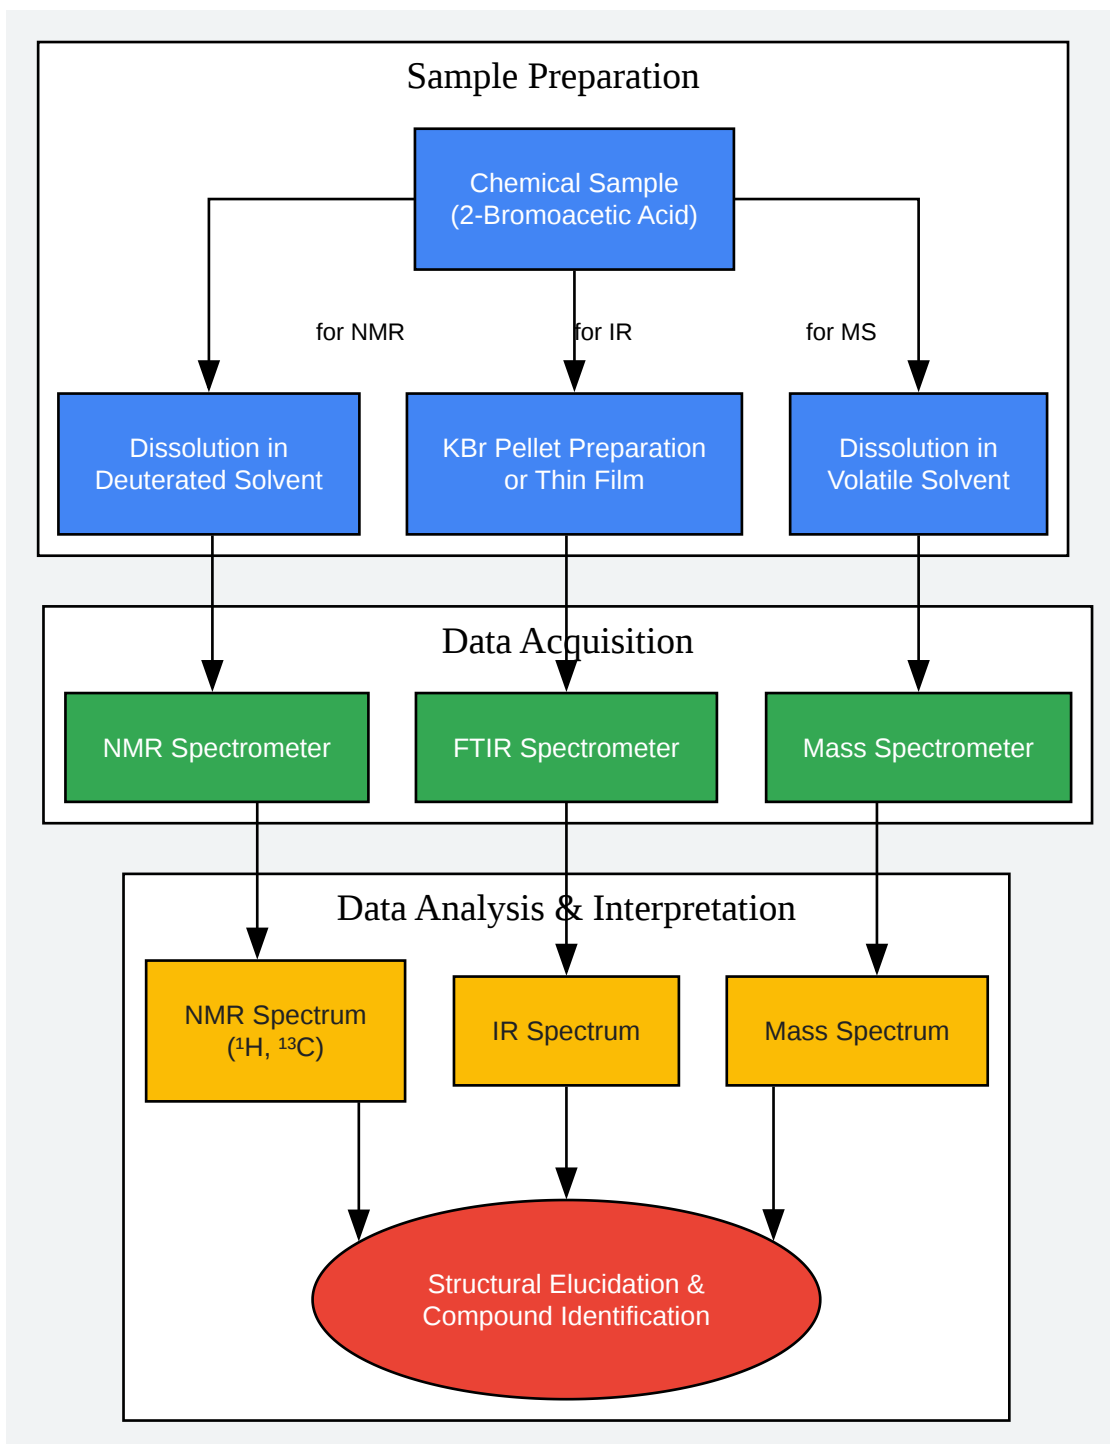 Sample Preparation
Chemical Sample
(2-Bromoacetic Acid)
for NMR
for IR
for MS
Dissolution in
Deuterated Solvent
KBr Pellet Preparation
or Thin Film
Dissolution in
Volatile Solvent
Data Acquisition
NMR Spectrometer
FTIR Spectrometer
Mass Spectrometer
Data Analysis & Interpretation
NMR Spectrum
(¹H, ¹³C)
IR Spectrum
Mass Spectrum
Structural Elucidation &
Compound Identification